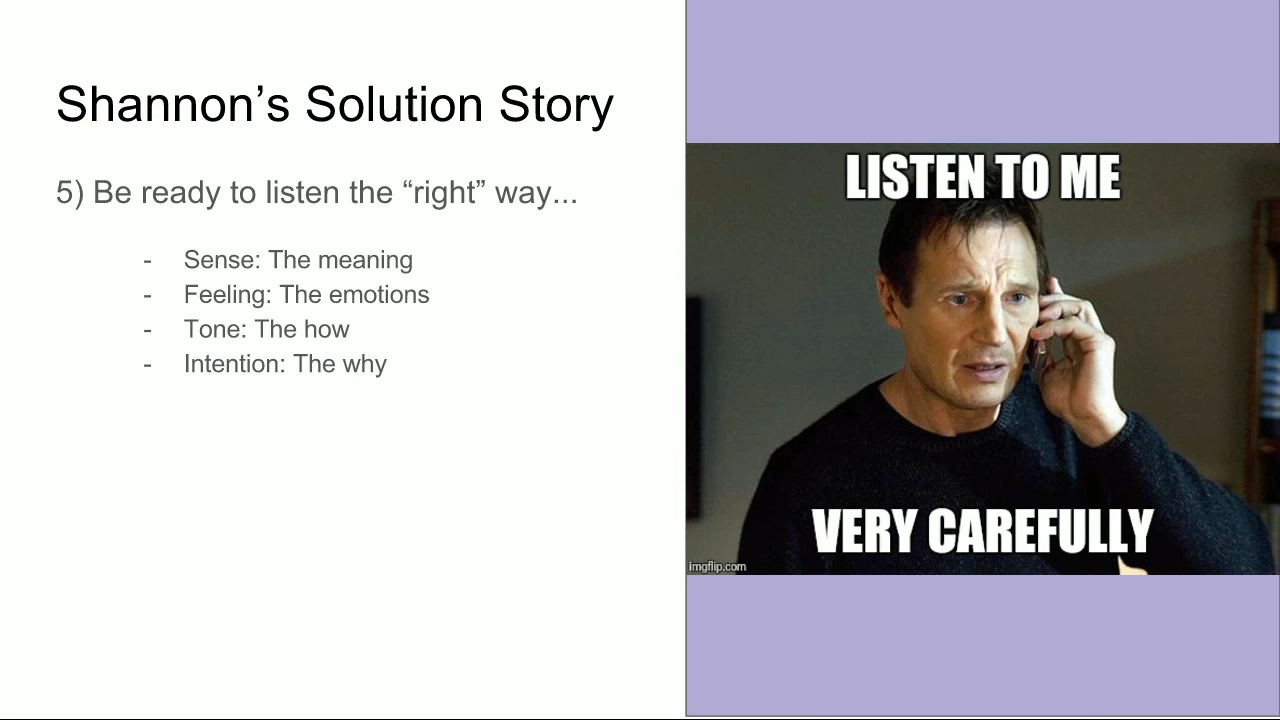 Shannon’s Solution Story
5) Be ready to listen the “right” way...
- Sense: The meaning
- Feeling: The emotions
- Tone: The how
- Intention: The why
LISTEN TO ME
VERY CAREFULLY
imgflip.com